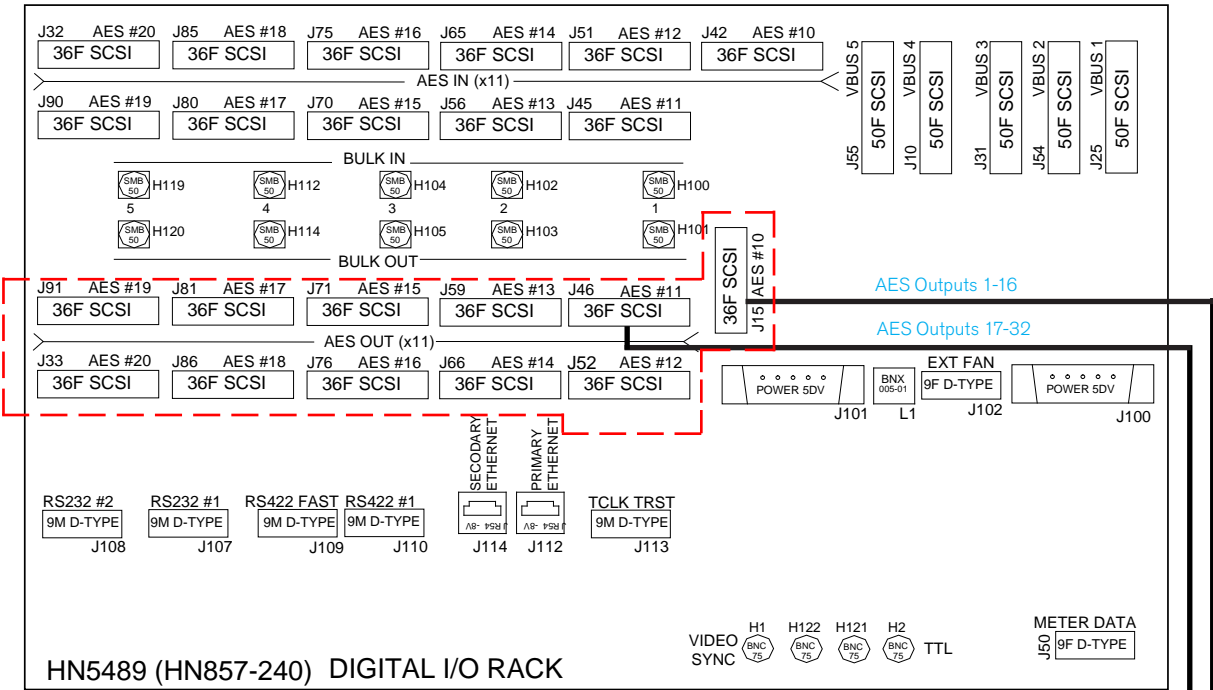 J32 AES #20 J85 AES #18 J75 AES #16 J65 AES #14 J51 AES #12 J42 AES #10
36F SCSI 36F SCSI 36F SCSI 36F SCSI 36F SCSI 36F SCSI
AES IN (x11)
J90 AES #19 J80 AES #17 J70 AES #15 J56 AES #13 J45 AES #11
36F SCSI 36F SCSI 36F SCSI 36F SCSI 36F SCSI
J55 VBUS 5 50F SCSI
J10 VBUS 4 50F SCSI
J31 VBUS 3 50F SCSI
J54 VBUS 2 50F SCSI
J25 VBUS 1 50F SCSI
BULK IN
SMB 50 H119 SMB 50 H112 SMB 50 H104 SMB 50 H102 SMB 50 H100
5 4 3 2 1
SMB 50 H120 SMB 50 H114 SMB 50 H105 SMB 50 H103 SMB 50 H101
BULK OUT
36F SCSI J15 AES #10
J91 AES #19 J81 AES #17 J71 AES #15 J59 AES #13 J46 AES #11
36F SCSI 36F SCSI 36F SCSI 36F SCSI 36F SCSI
AES Outputs 1-16
AES Outputs 17-32
AES OUT (x11)
J33 AES #20 J86 AES #18 J76 AES #16 J66 AES #14 J52 AES #12
36F SCSI 36F SCSI 36F SCSI 36F SCSI 36F SCSI
POWER 5DV J101
BNX 005-01 L1
EXT FAN
9F D-TYPE
J102
POWER 5DV J100
SECODARY ETHERNET
PRIMARY ETHERNET
RS232 #2 RS232 #1 RS422 FAST RS422 #1 TCLK TRST
9M D-TYPE 9M D-TYPE 9M D-TYPE 9M D-TYPE JR54 -8V JR54 -8V 9M D-TYPE
J108 J107 J109 J110 J114 J112 J113
H1 H122 H121 H2
VIDEO SYNC BNC 75 BNC 75 BNC 75 BNC 75 TTL
METER DATA
J50 9F D-TYPE
HN5489 (HN857-240) DIGITAL I/O RACK